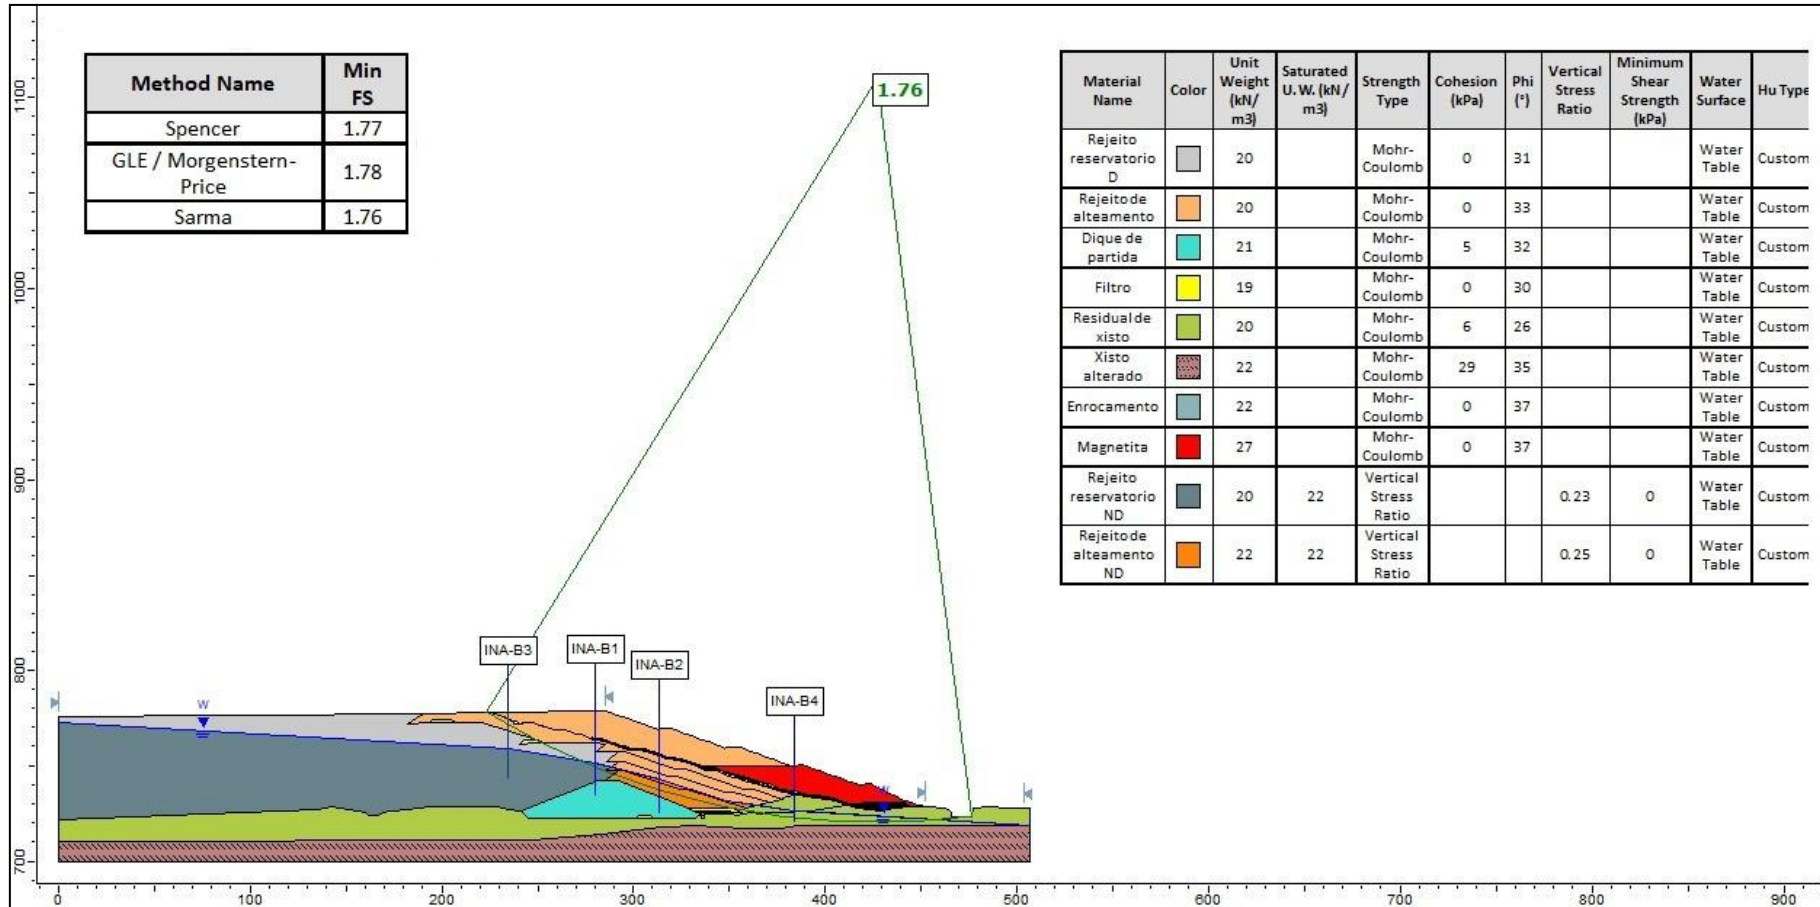 Method Name Min FS
Spencer 1.77
GLE / Morgenstern-Price 1.78
Sarma 1.76
1.76
Material Name Color Unit Weight (kN/ m3) Saturated U. W. (kN/ m3) Strength Type Cohesion (kPa) Phi (°) Vertical Stress Ratio Minimum Shear Strength (kPa) Water Surface Hu Type
Rejeito reservatorio D 20 Mohr-Coulomb 0 31 Water Table Custom
Rejeito de alteamento 20 Mohr-Coulomb 0 33 Water Table Custom
Dique de partida 21 Mohr-Coulomb 5 32 Water Table Custom
Filtro 19 Mohr-Coulomb 0 30 Water Table Custom
Residual de xisto 20 Mohr-Coulomb 6 26 Water Table Custom
Xisto alterado 22 Mohr-Coulomb 29 35 Water Table Custom
Enrocamento 22 Mohr-Coulomb 0 37 Water Table Custom
Magnetita 27 Mohr-Coulomb 0 37 Water Table Custom
Rejeito reservatorio ND 20 22 Vertical Stress Ratio 0.23 0 Water Table Custom
Rejeito de alteamento ND 22 22 Vertical Stress Ratio 0.25 0 Water Table Custom
INA-B3
INA-B1
INA-B2
INA-B4
W
W
1100
1000
900
800
700
0 100 200 300 400 500 600 700 800 900